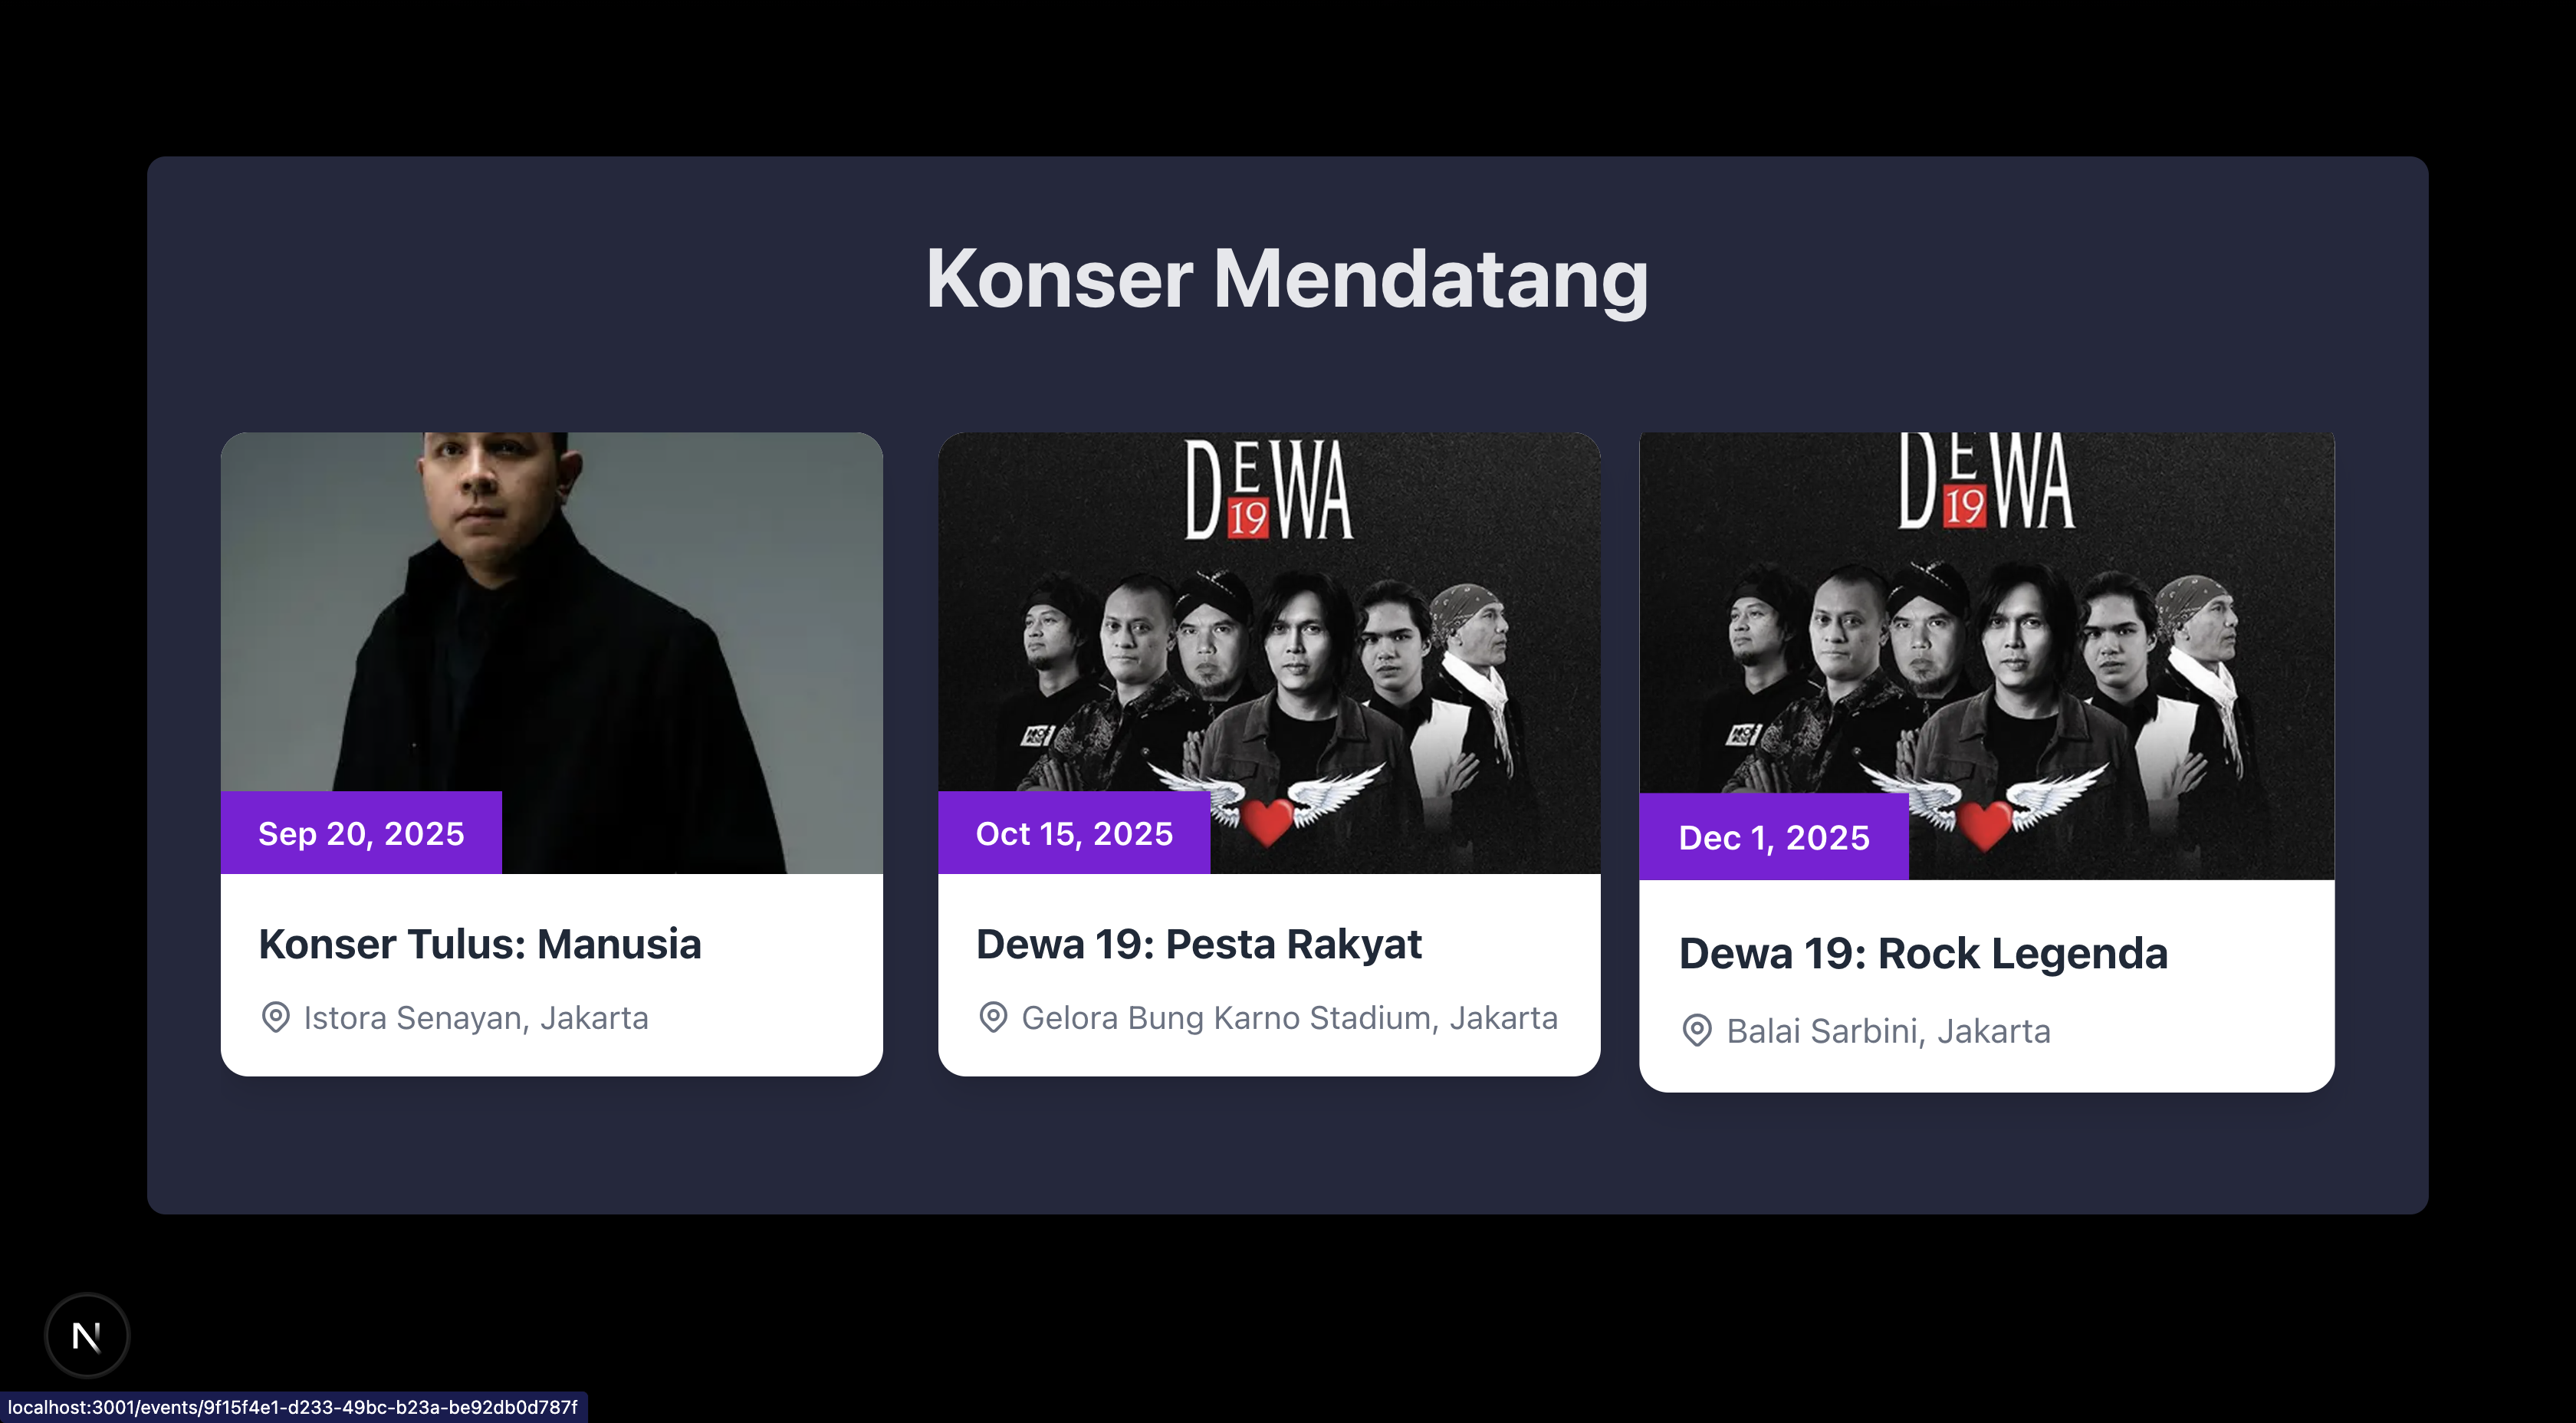 Konser Mendatang
DEWA
19
DEWA
19
Sep 20, 2025
Oct 15, 2025
Dec 1, 2025
Konser Tulus: Manusia
Dewa 19: Pesta Rakyat
Dewa 19: Rock Legenda
Istora Senayan, Jakarta
Gelora Bung Karno Stadium, Jakarta
Balai Sarbini, Jakarta
N
localhost:3001/events/9f15f4e1-d233-49bc-b23a-be92db0d787f